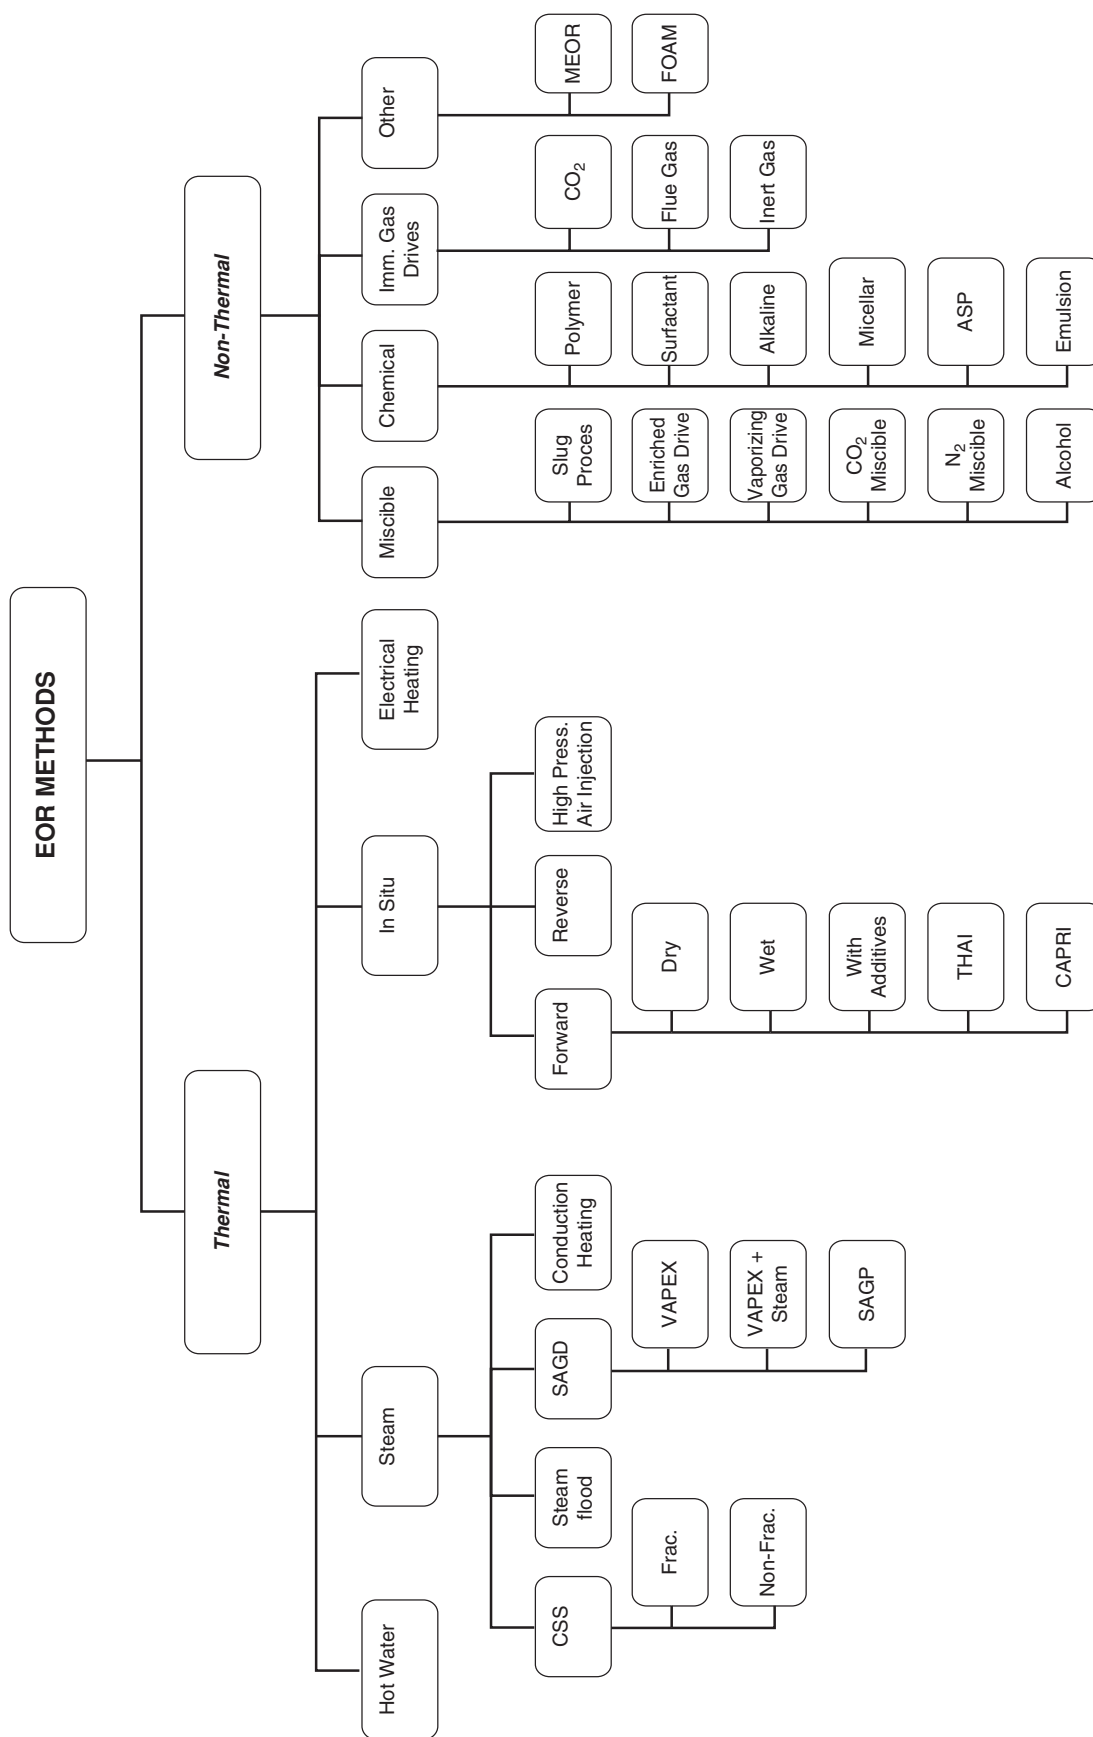 EOR METHODS
Thermal
Non-Thermal
Hot Water
Steam
In Situ
Electrical
Heating
Miscible
Chemical
Imm. Gas
Drives
Other
CSS
Steam
flood
SAGD
Conduction
Heating
Forward
Reverse
High Press.
Air Injection
Slug
Proces
Polymer
CO₂
MEOR
Frac.
VAPEX
Dry
Enriched
Gas Drive
Surfactant
Flue Gas
FOAM
Non-Frac.
VAPEX +
Steam
Wet
Vaporizing
Gas Drive
Alkaline
Inert Gas
SAGP
With
Additives
CO₂
Miscible
Micellar
THAI
N₂
Miscible
ASP
CAPRI
Alcohol
Emulsion